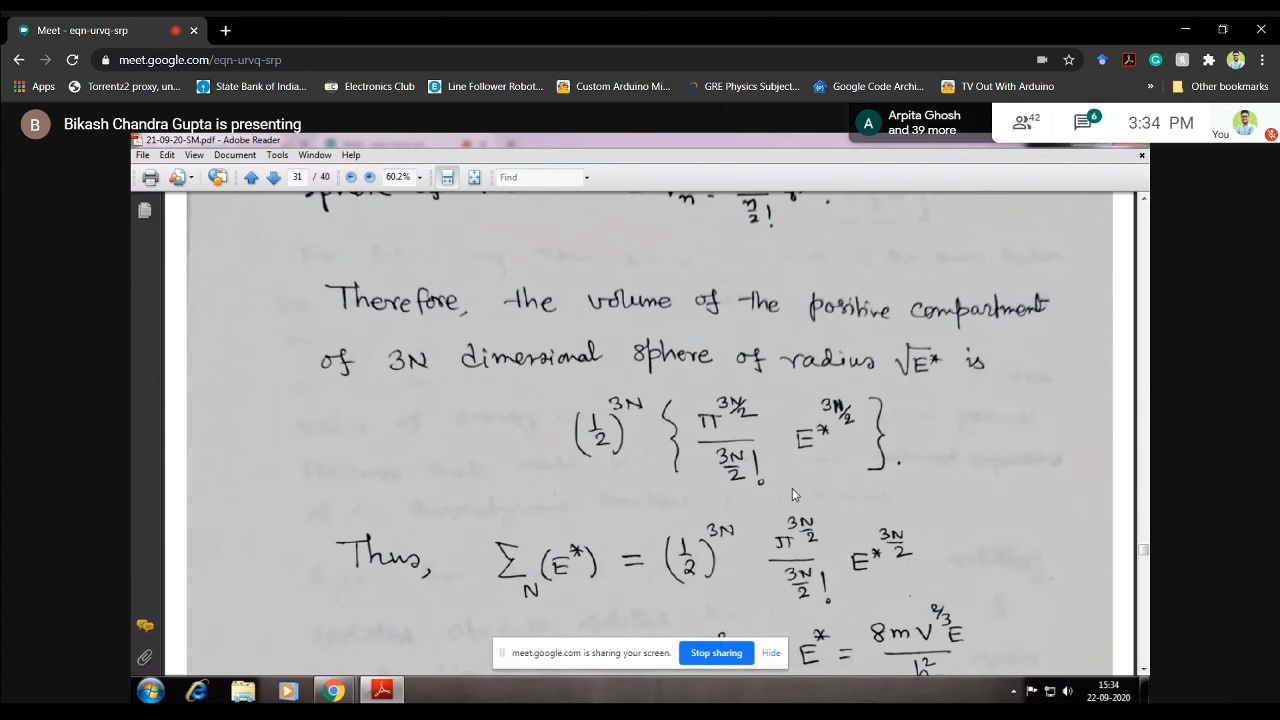 Meet - eqn-urvq-srp
meet.google.com/eqn-urvq-srp
Apps Torrentz2 proxy, un... State Bank of India... Electronics Club Line Follower Robot... Custom Arduino Mi... GRE Physics Subject... Google Code Archi... TV Out With Arduino » Other bookmarks
B Bikash Chandra Gupta is presenting
A Arpita Ghosh
and 39 more
42 6 3:34 PM
You
21-09-20-SM.pdf - Adobe Reader
File Edit View Document Tools Window Help
31 / 40 60.2% Find
n/2!
Therefore, the volume of the positive compartment
of 3N dimensional sphere of radius √E* is
(1/2)^3N { π^3N/2 / 3N/2! E*^3N/2 }.
Thus, Σ_N (E*) = (1/2)^3N π^3N/2 / 3N/2! E*^3N/2
E* = 8mV^2/3 E / h²
meet.google.com is sharing your screen. Stop sharing Hide
15:34
22-09-2020